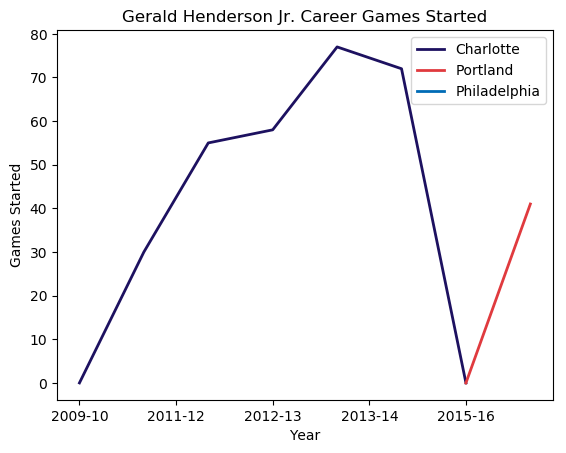 Gerald Henderson Jr. Career Games Started
Charlotte
Portland
Philadelphia
80
70
60
50
40
30
20
10
0
Games Started
2009-10 2011-12 2012-13 2013-14 2015-16
Year